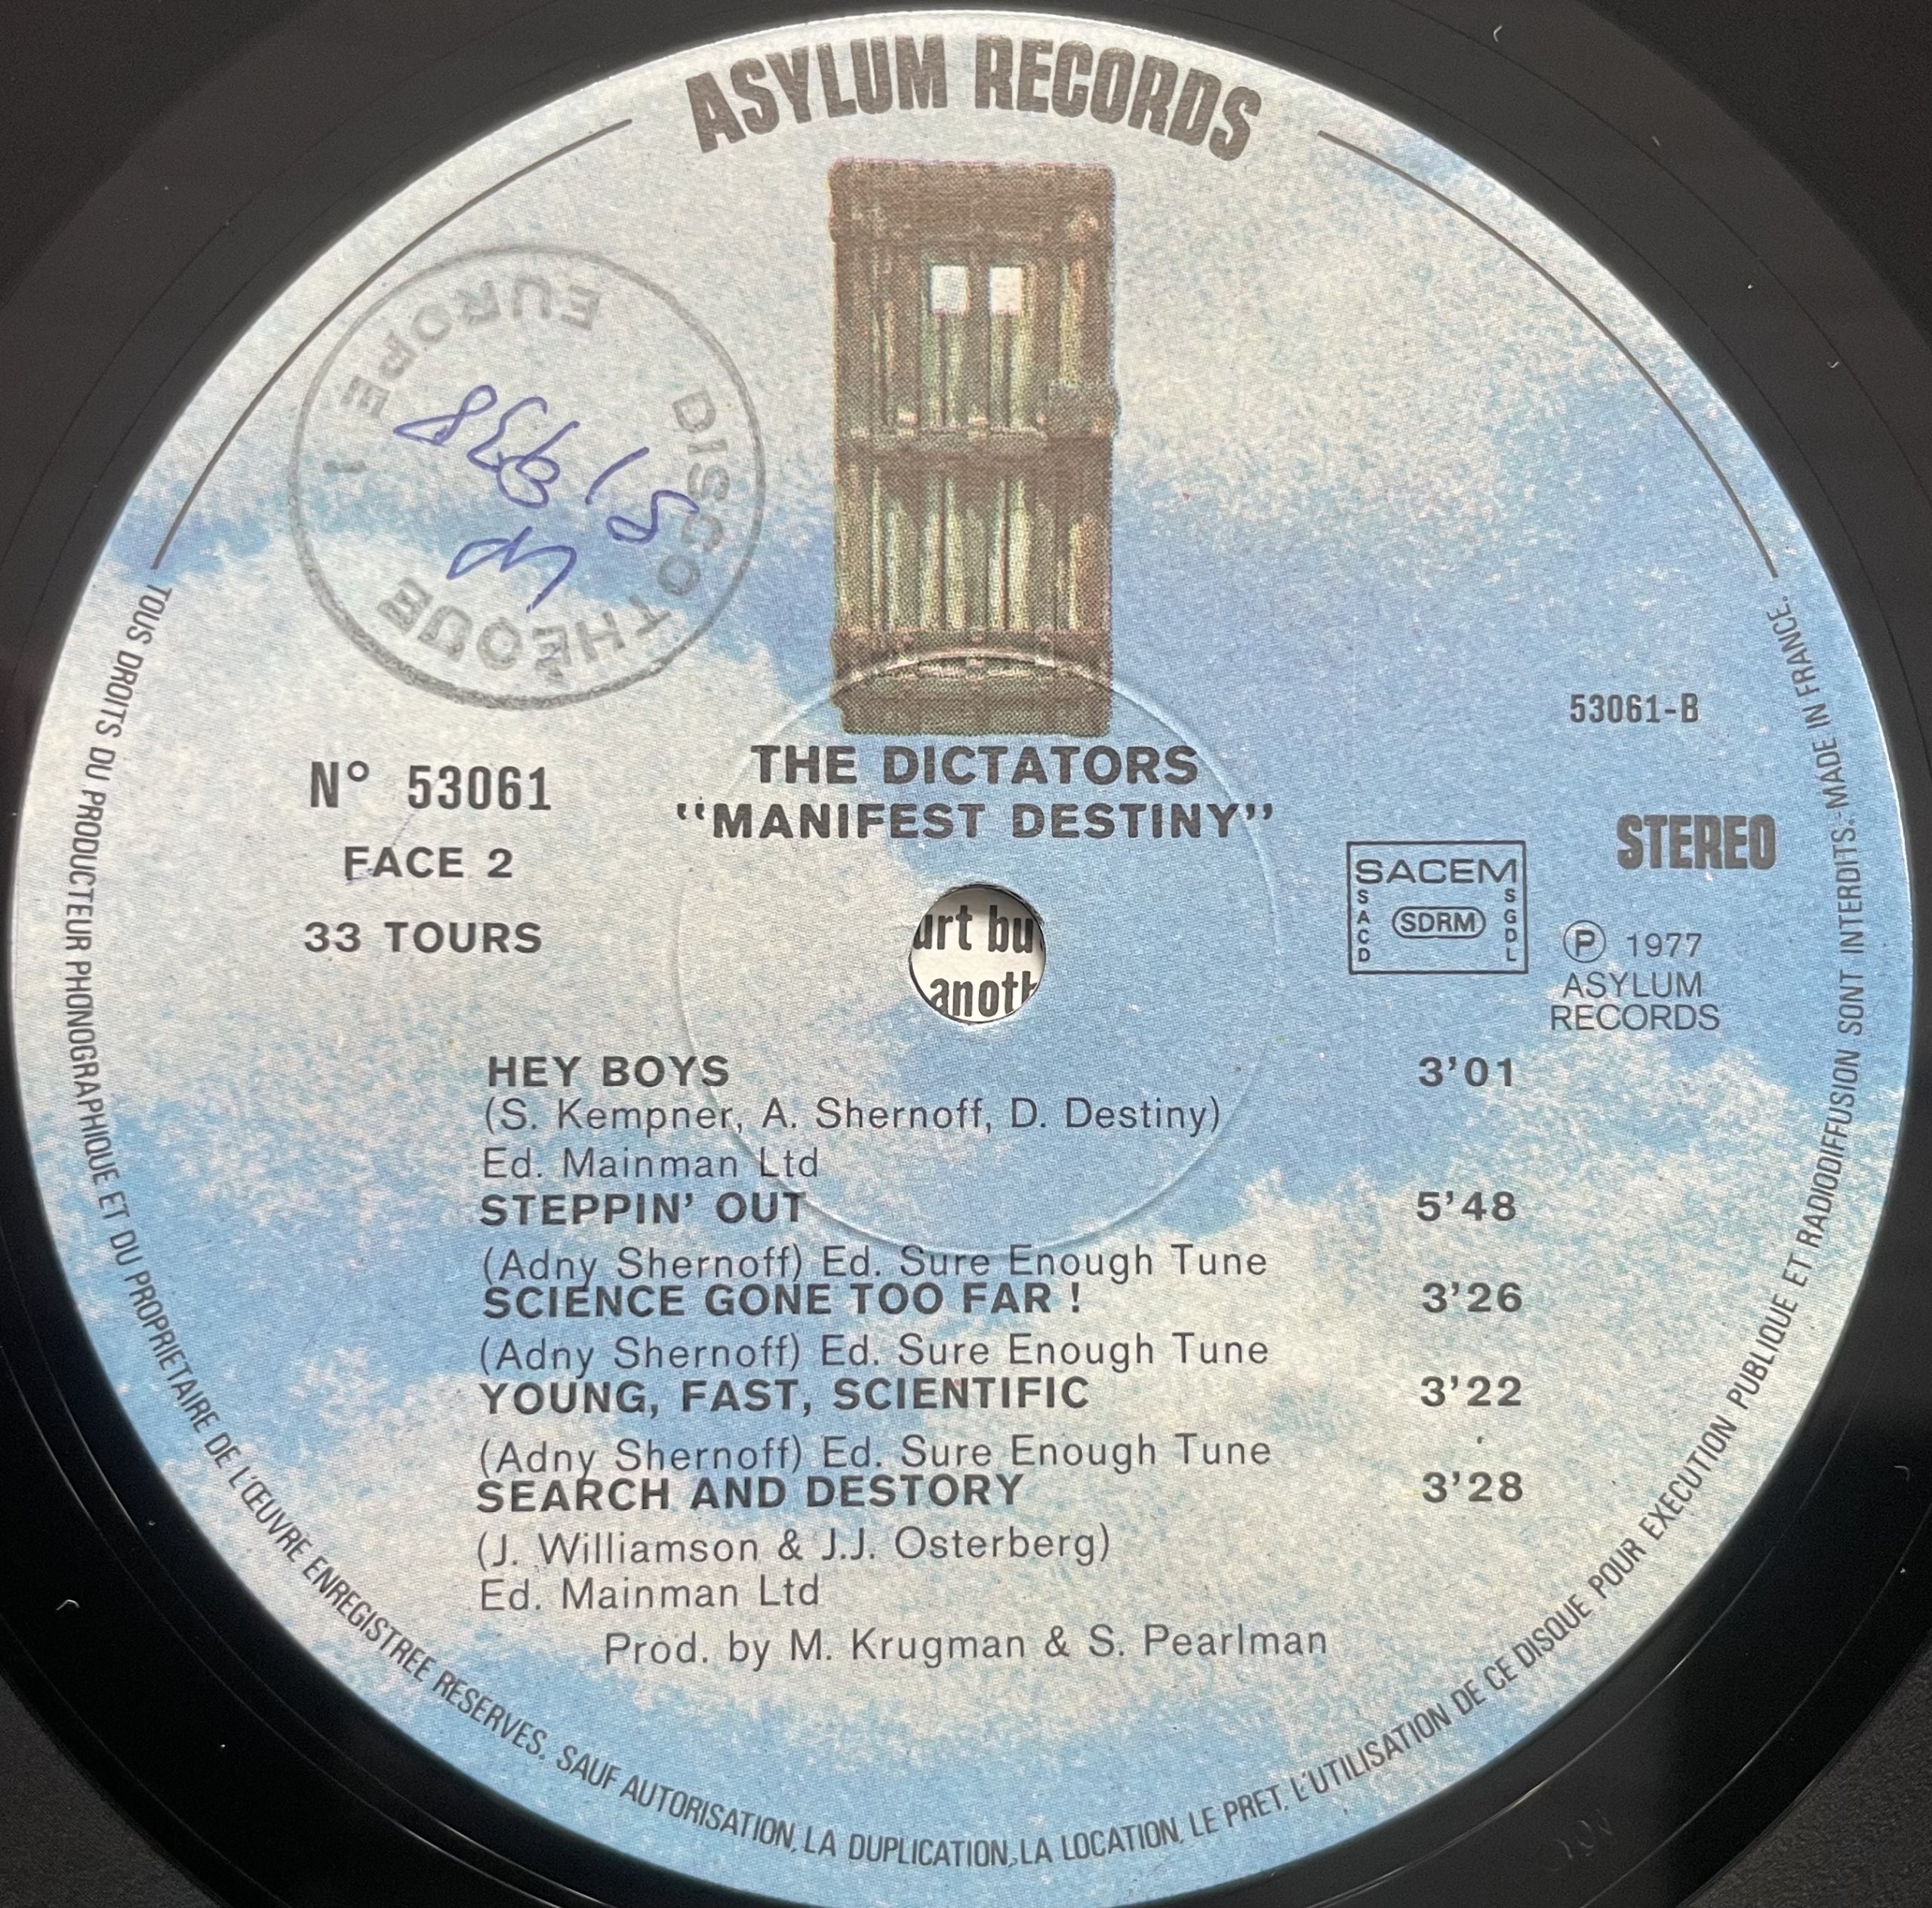 ASYLUM RECORDS
DISCOTHÈQUE
EUROPE 1
53061-B
N° 53061
FACE 2
33 TOURS
THE DICTATORS
“MANIFEST DESTINY”
STEREO
SACEM
SACD
SDRM
SGDL
Ⓟ 1977
ASYLUM
RECORDS
urt bu
anoth
HEY BOYS 3’01
(S. Kempner, A. Shernoff, D. Destiny)
Ed. Mainman Ltd
STEPPIN’ OUT 5’48
(Adny Shernoff) Ed. Sure Enough Tune
SCIENCE GONE TOO FAR ! 3’26
(Adny Shernoff) Ed. Sure Enough Tune
YOUNG, FAST, SCIENTIFIC 3’22
(Adny Shernoff) Ed. Sure Enough Tune
SEARCH AND DESTORY 3’28
(J. Williamson & J.J. Osterberg)
Ed. Mainman Ltd
Prod. by M. Krugman & S. Pearlman
TOUS DROITS DU PRODUCTEUR PHONOGRAPHIQUE ET DU PROPRIETAIRE DE L’ŒUVRE ENREGISTREE RESERVES. SAUF AUTORISATION, LA DUPLICATION, LA LOCATION, LE PRET, L’UTILISATION DE CE DISQUE POUR EXECUTION PUBLIQUE ET RADIODIFFUSION SONT INTERDITS.-MADE IN FRANCE.